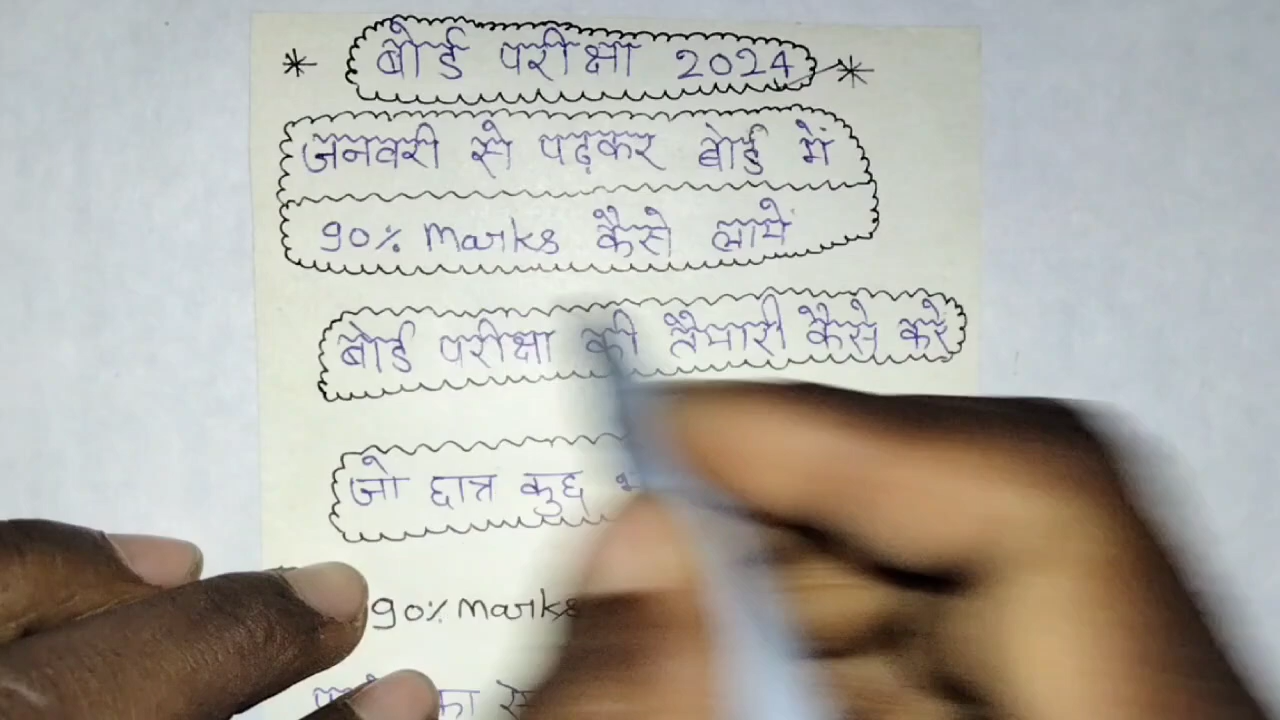 बोर्ड परीक्षा 2024
जनवरी से पढ़कर बोर्ड में
90% Marks कैसे लाये
बोर्ड परीक्षा की तैयारी कैसे करे
जो छात्र कुछ
90% Marks
का